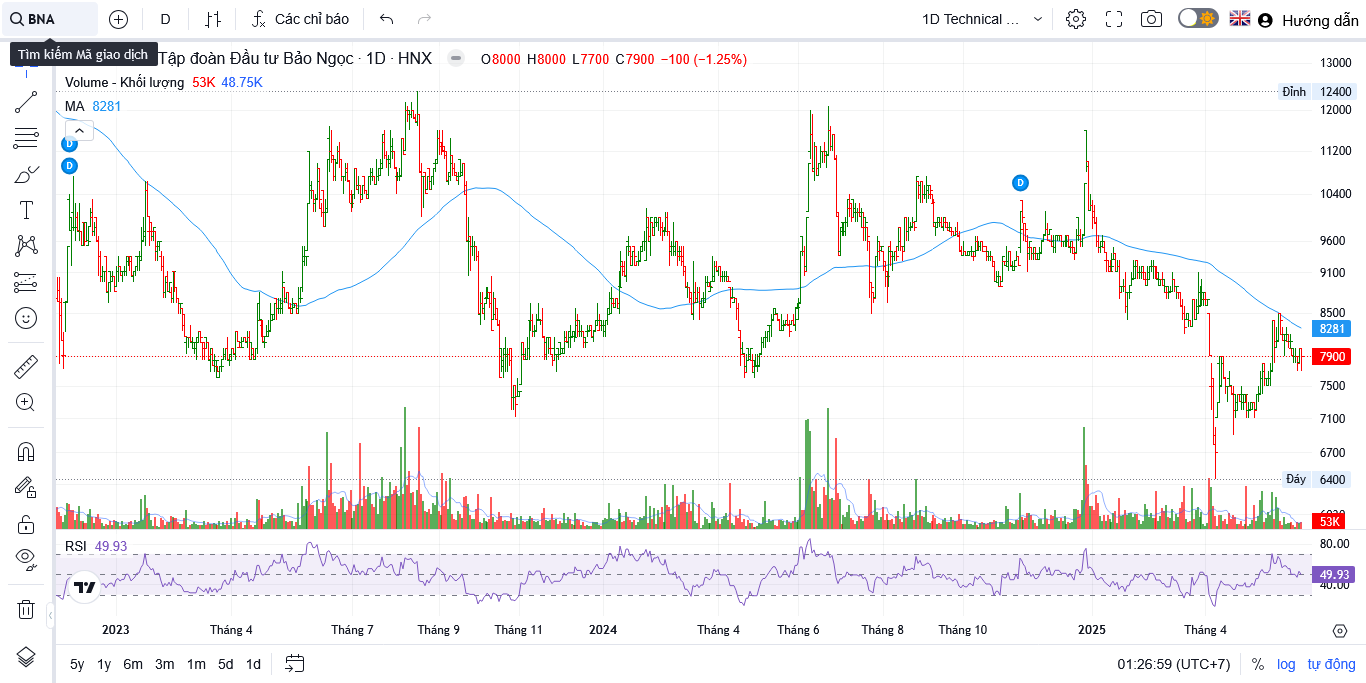 BNA D Các chỉ báo 1D Technical ... Hướng dẫn
Tìm kiếm Mã giao dịch
Tập đoàn Đầu tư Bảo Ngọc · 1D · HNX O8000 H8000 L7700 C7900 −100 (−1.25%)
Volume - Khối lượng 53K 48.75K
MA 8281
D
D
D
13000
Đỉnh 12400
12000
11200
10400
9600
9100
8500
8281
7900
7500
7100
6700
Đáy 6400
53K
RSI 49.93
80.00
49.93
40.00
2023 Tháng 4 Tháng 7 Tháng 9 Tháng 11 2024 Tháng 4 Tháng 6 Tháng 8 Tháng 10 2025 Tháng 4
5y 1y 6m 3m 1m 5d 1d 01:26:59 (UTC+7) % log tự động